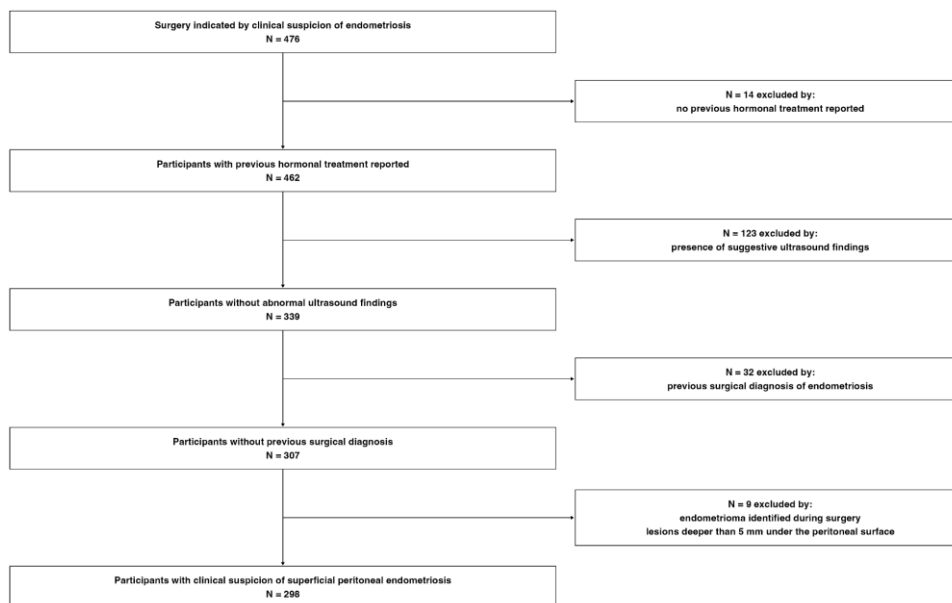 Surgery indicated by clinical suspicion of endometriosis
N = 476
N = 14 excluded by:
no previous hormonal treatment reported
Participants with previous hormonal treatment reported
N = 462
N = 123 excluded by:
presence of suggestive ultrasound findings
Participants without abnormal ultrasound findings
N = 339
N = 32 excluded by:
previous surgical diagnosis of endometriosis
Participants without previous surgical diagnosis
N = 307
N = 9 excluded by:
endometrioma identified during surgery
lesions deeper than 5 mm under the peritoneal surface
Participants with clinical suspicion of superficial peritoneal endometriosis
N = 298